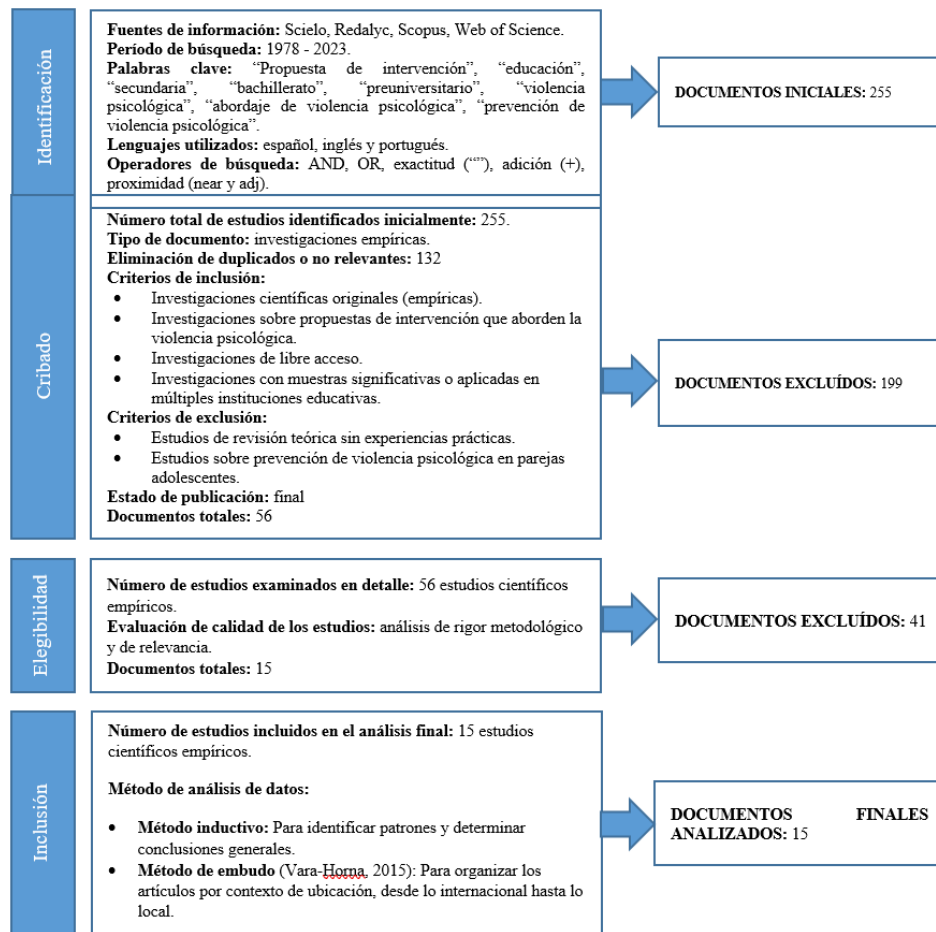 Identificación
Fuentes de información: Scielo, Redalyc, Scopus, Web of Science.
Período de búsqueda: 1978 - 2023.
Palabras clave: “Propuesta de intervención”, “educación”,
“secundaria”, “bachillerato”, “preuniversitario”, “violencia
psicológica”, “abordaje de violencia psicológica”, “prevención de
violencia psicológica”.
Lenguajes utilizados: español, inglés y portugués.
Operadores de búsqueda: AND, OR, exactitud (“”), adición (+),
proximidad (near y adj).
DOCUMENTOS INICIALES: 255
Cribado
Número total de estudios identificados inicialmente: 255.
Tipo de documento: investigaciones empíricas.
Eliminación de duplicados o no relevantes: 132
Criterios de inclusión:
• Investigaciones científicas originales (empíricas).
• Investigaciones sobre propuestas de intervención que aborden la
violencia psicológica.
• Investigaciones de libre acceso.
• Investigaciones con muestras significativas o aplicadas en
múltiples instituciones educativas.
Criterios de exclusión:
• Estudios de revisión teórica sin experiencias prácticas.
• Estudios sobre prevención de violencia psicológica en parejas
adolescentes.
Estado de publicación: final
Documentos totales: 56
DOCUMENTOS EXCLUÍDOS: 199
Elegibilidad
Número de estudios examinados en detalle: 56 estudios científicos
empíricos.
Evaluación de calidad de los estudios: análisis de rigor metodológico
y de relevancia.
Documentos totales: 15
DOCUMENTOS EXCLUÍDOS: 41
Inclusión
Número de estudios incluidos en el análisis final: 15 estudios
científicos empíricos.
Método de análisis de datos:
• Método inductivo: Para identificar patrones y determinar
conclusiones generales.
• Método de embudo (Vara-Horna, 2015): Para organizar los
artículos por contexto de ubicación, desde lo internacional hasta lo
local.
DOCUMENTOS FINALES
ANALIZADOS: 15